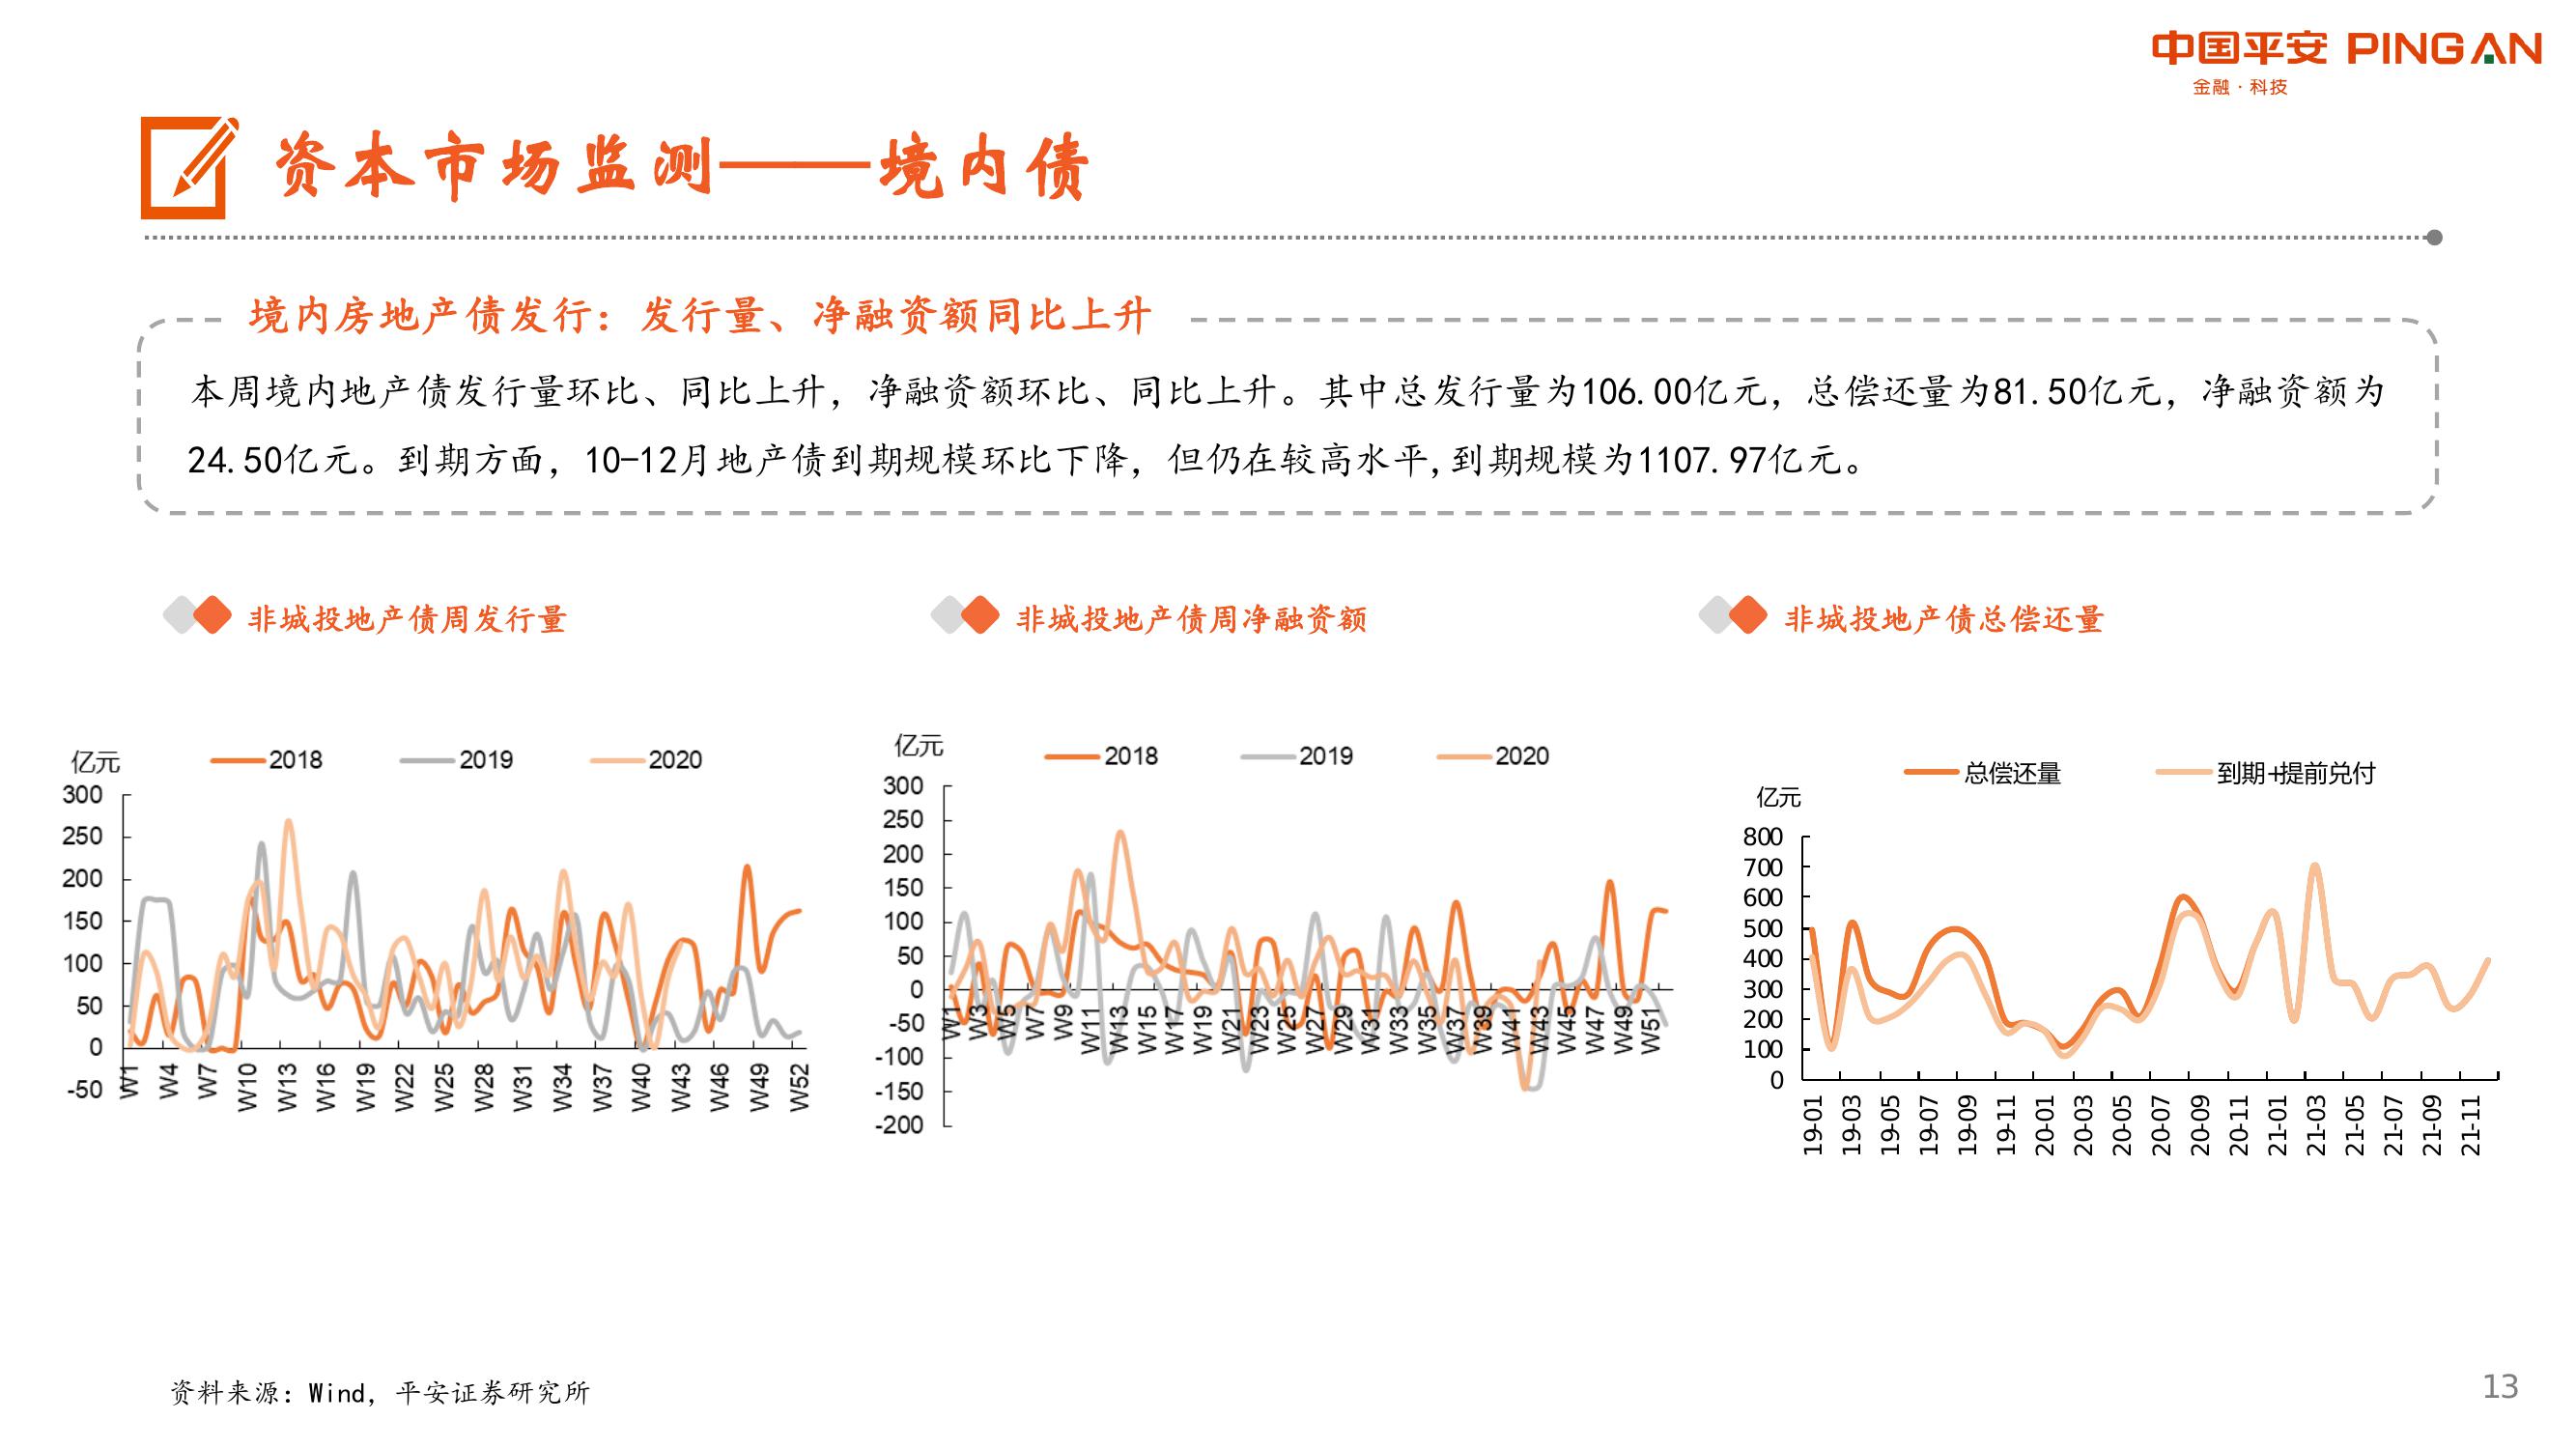 中国平安 PINGAN
金融·科技
资本市场监测——境内债
境内房地产债发行：发行量、净融资额同比上升
本周境内地产债发行量环比、同比上升，净融资额环比、同比上升。其中总发行量为106.00亿元，总偿还量为81.50亿元，净融资额为
24.50亿元。到期方面，10-12月地产债到期规模环比下降，但仍在较高水平,到期规模为1107.97亿元。
非城投地产债周发行量
亿元
2018 2019 2020
300
250
200
150
100
50
0
-50
W1 W4 W7 W10 W13 W16 W19 W22 W25 W28 W31 W34 W37 W40 W43 W46 W49 W52
非城投地产债周净融资额
亿元
2018 2019 2020
300
250
200
150
100
50
0
-50
-100
-150
-200
W1 W3 W5 W7 W9 W11 W13 W15 W17 W19 W21 W23 W25 W27 W29 W31 W33 W35 W37 W39 W41 W43 W45 W47 W49 W51
非城投地产债总偿还量
总偿还量 到期+提前兑付
亿元
800
700
600
500
400
300
200
100
0
19-01 19-03 19-05 19-07 19-09 19-11 20-01 20-03 20-05 20-07 20-09 20-11 21-01 21-03 21-05 21-07 21-09 21-11
资料来源：Wind，平安证券研究所
13